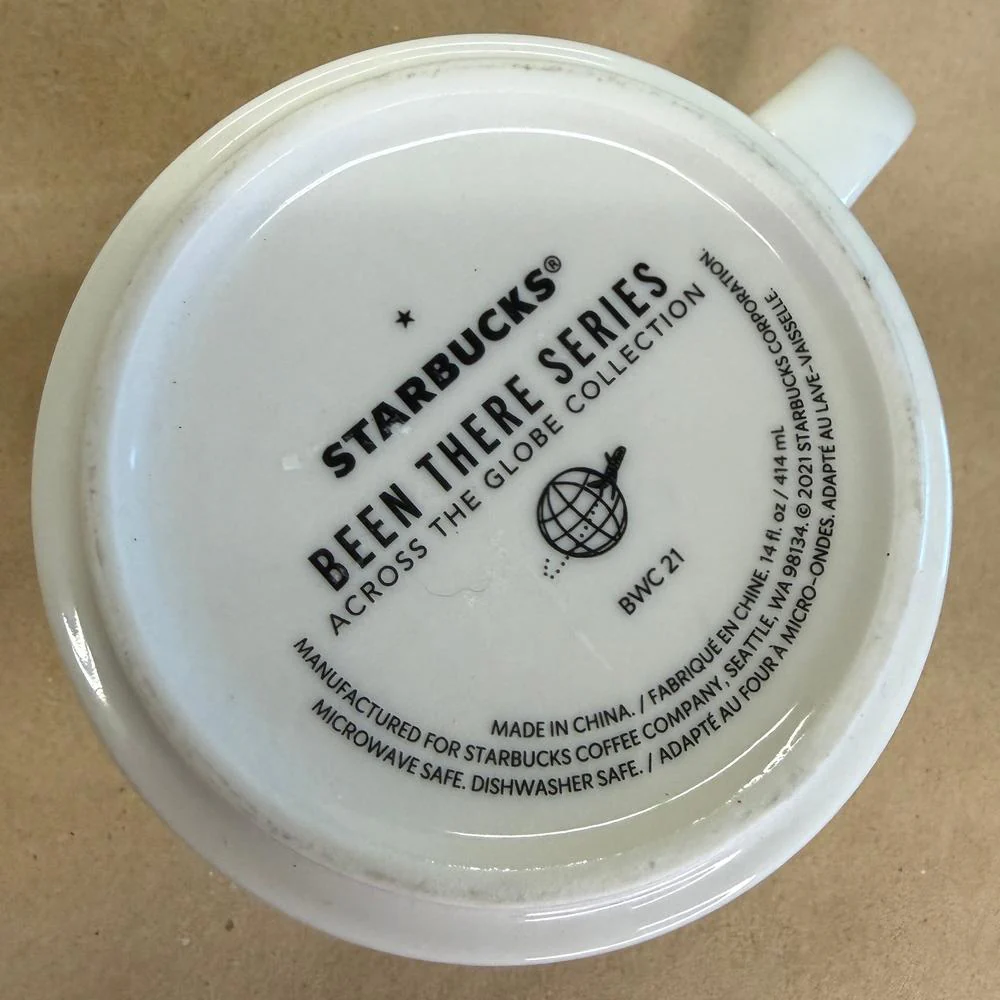 STARBUCKS®
BEEN THERE SERIES
ACROSS THE GLOBE COLLECTION
BWC 21
MADE IN CHINA. / FABRIQUÉ EN CHINE. 14 fl. oz / 414 mL
MANUFACTURED FOR STARBUCKS COFFEE COMPANY, SEATTLE, WA 98134. © 2021 STARBUCKS CORPORATION.
MICROWAVE SAFE. DISHWASHER SAFE. / ADAPTÉ AU FOUR À MICRO-ONDES. ADAPTÉ AU LAVE-VAISSELLE.